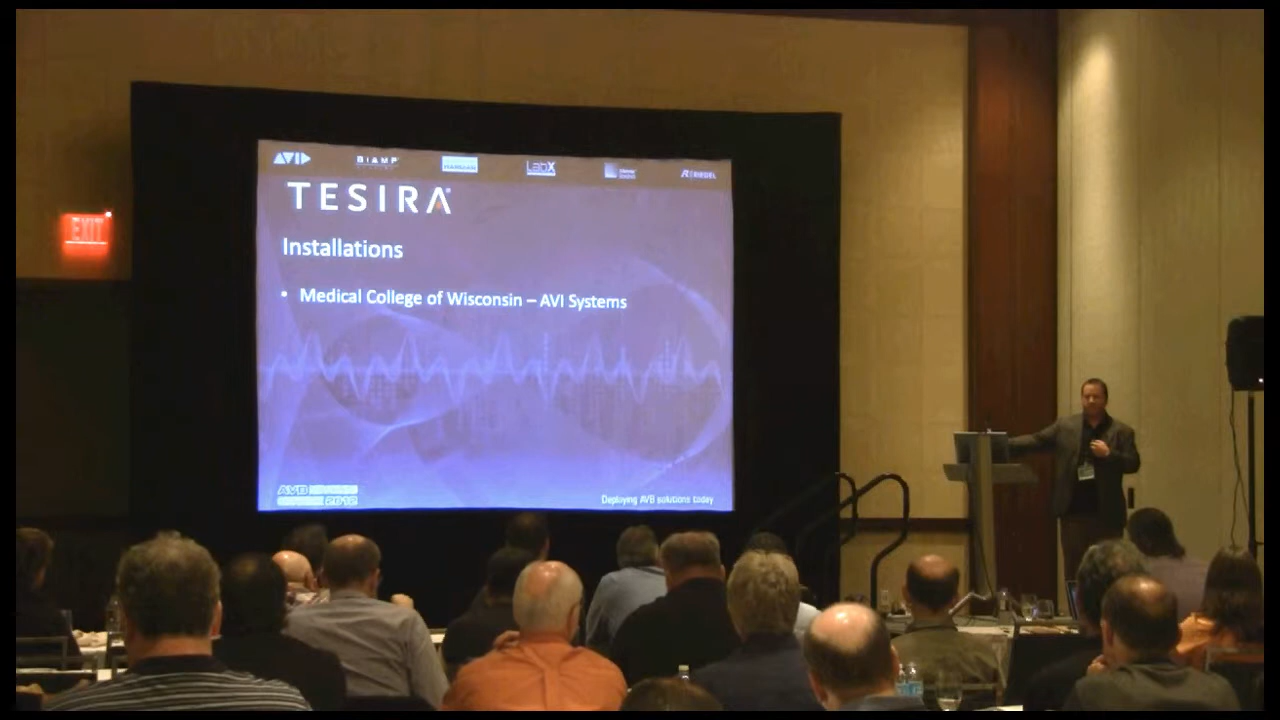 EXIT
AVID
BIAMP
HARMAN
LabX
RIEDEL
TESIRA®
Installations
• Medical College of Wisconsin – AVI Systems
AVB
2012
Deploying AVB solutions today